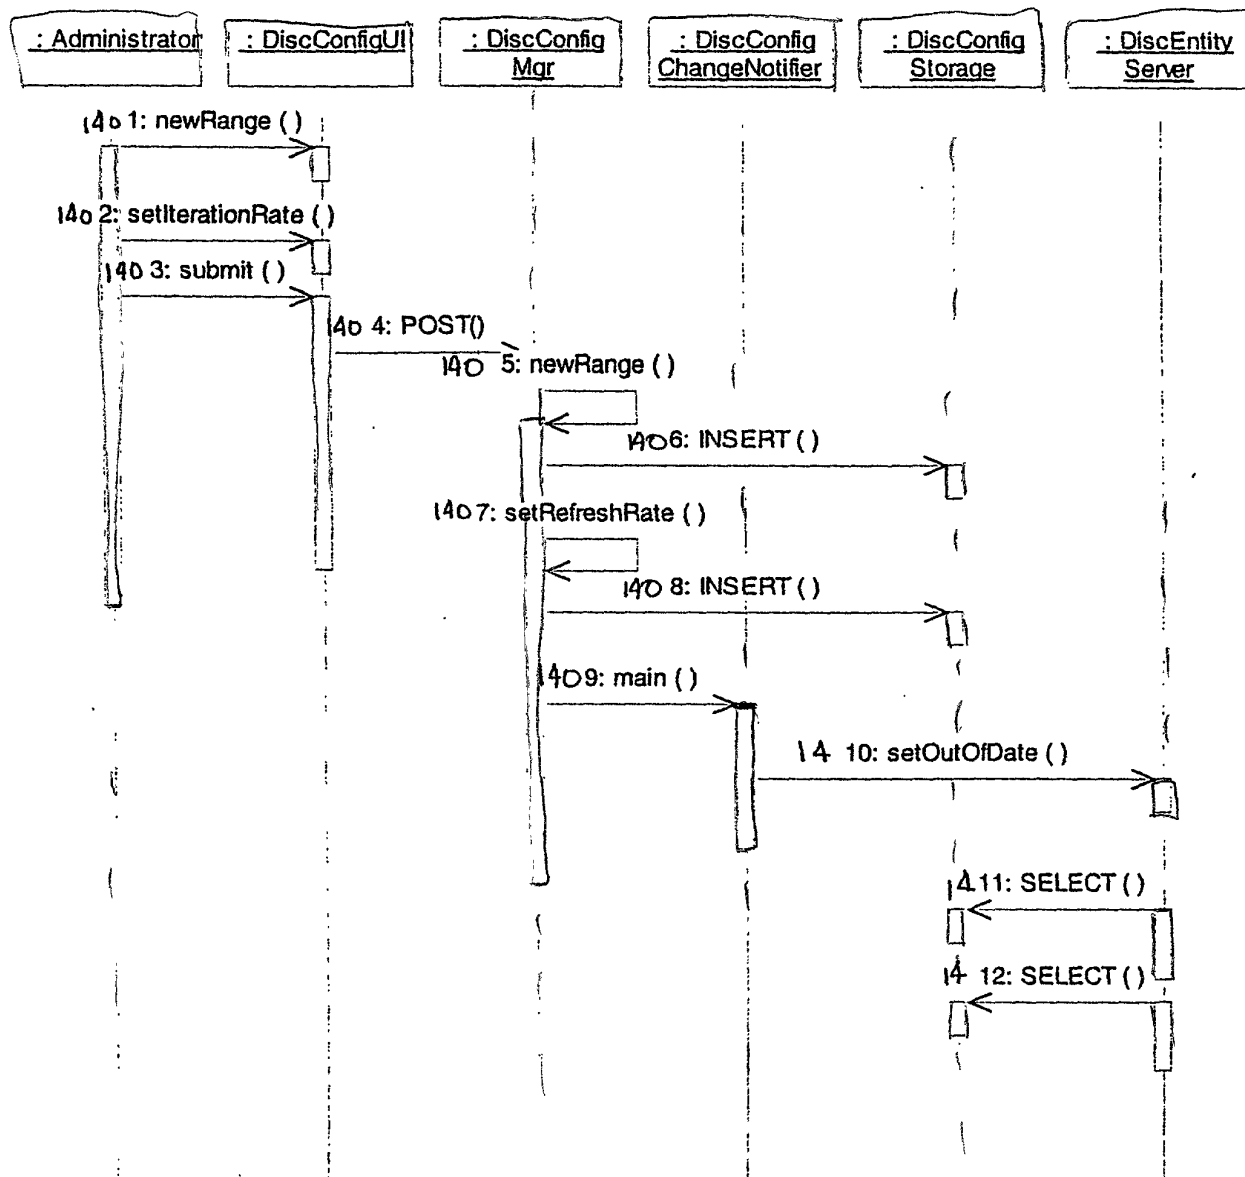 : Administrator
: DiscConfigUI
: DiscConfig
Mgr
: DiscConfig
ChangeNotifier
: DiscConfig
Storage
: DiscEntity
Server
140 1: newRange ( )
140 2: setIterationRate ( )
140 3: submit ( )
140 4: POST()
140 5: newRange ( )
140 6: INSERT ( )
140 7: setRefreshRate ( )
140 8: INSERT ( )
140 9: main ( )
14 10: setOutOfDate ( )
14 11: SELECT ( )
14 12: SELECT ( )